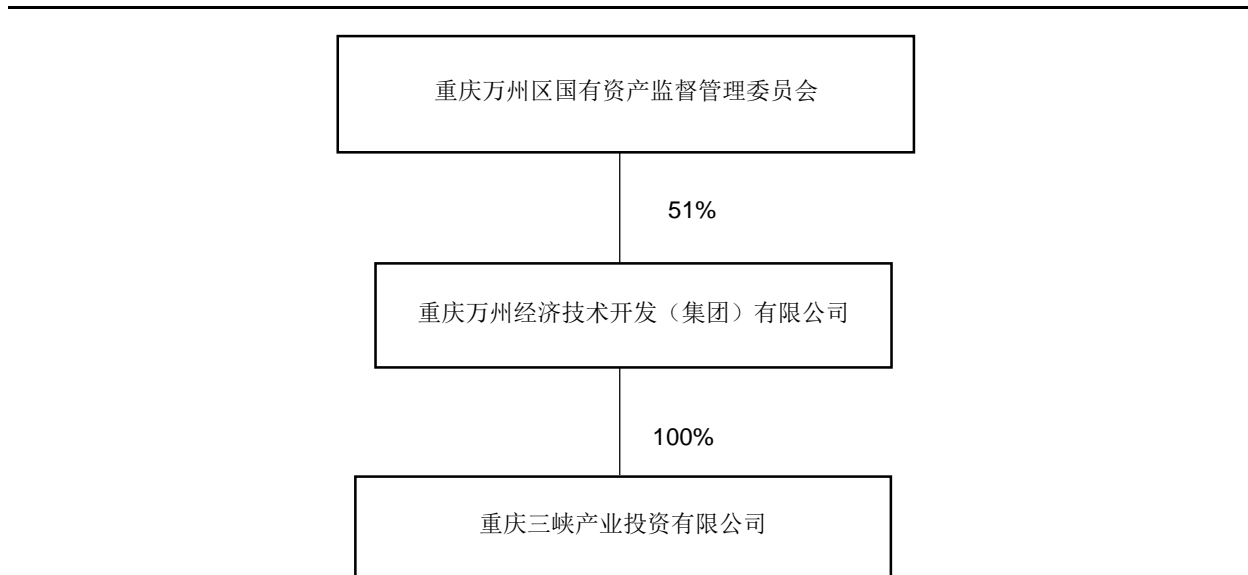 重庆万州区国有资产监督管理委员会
51%
重庆万州经济技术开发（集团）有限公司
100%
重庆三峡产业投资有限公司